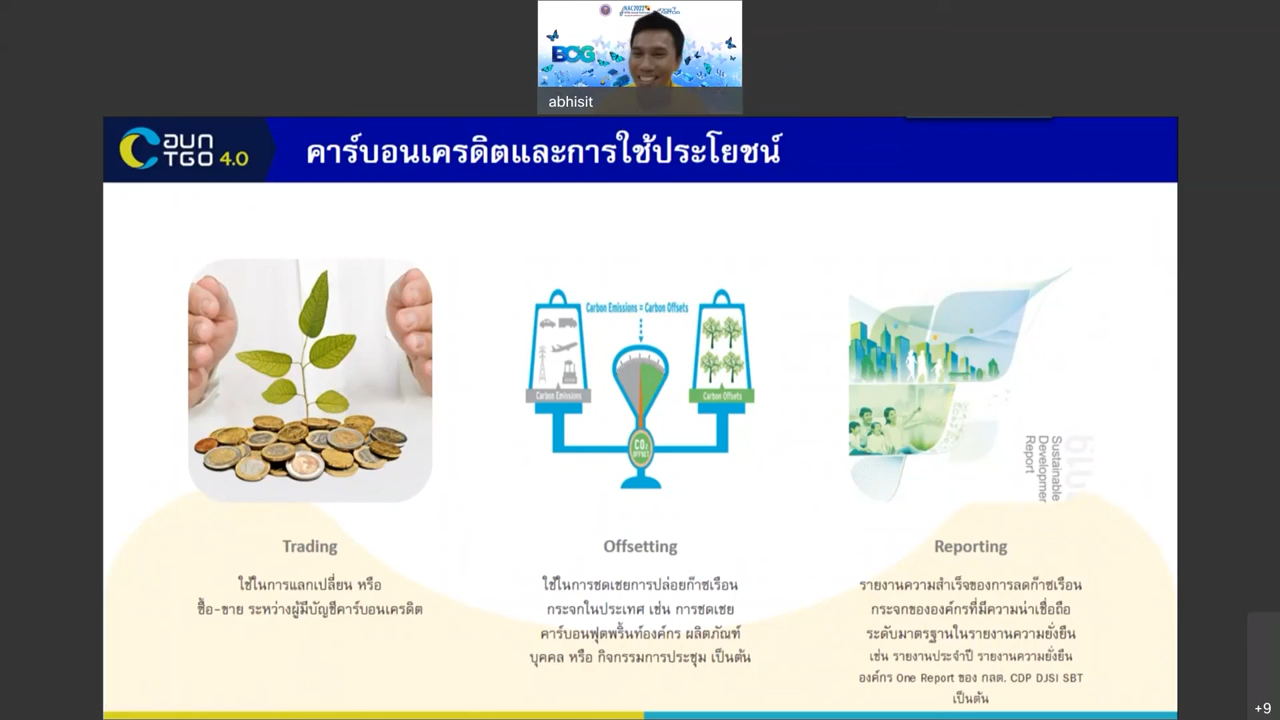 NAC2022
BCG
abhisit
อบก
TGO 4.0
คาร์บอนเครดิตและการใช้ประโยชน์
Carbon Emissions = Carbon Offsets
Carbon Emissions
Carbon Offsets
CO₂
OFFSET
Sustainable
Developmen
Report
Trading
ใช้ในการแลกเปลี่ยน หรือ
ซื้อ-ขาย ระหว่างผู้มีบัญชีคาร์บอนเครดิต
Offsetting
ใช้ในการชดเชยการปล่อยก๊าซเรือน
กระจกในประเทศ เช่น การชดเชย
คาร์บอนฟุตพริ้นท์องค์กร ผลิตภัณฑ์
บุคคล หรือ กิจกรรมการประชุม เป็นต้น
Reporting
รายงานความสำเร็จของการลดก๊าซเรือน
กระจกขององค์กรที่มีความน่าเชื่อถือ
ระดับมาตรฐานในรายงานความยั่งยืน
เช่น รายงานประจำปี รายงานความยั่งยืน
องค์กร One Report ของ กลต. CDP DJSI SBT
เป็นต้น
+9